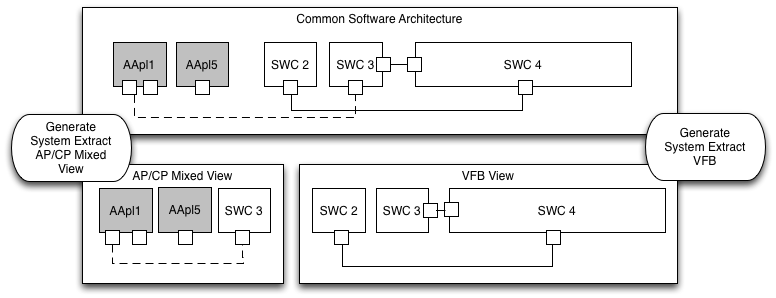 Common Software Architecture
AApl1
AApl5
SWC 2
SWC 3
SWC 4
Generate
System Extract
AP/CP Mixed
View
Generate
System Extract
VFB
AP/CP Mixed View
AApl1
AApl5
SWC 3
VFB View
SWC 2
SWC 3
SWC 4